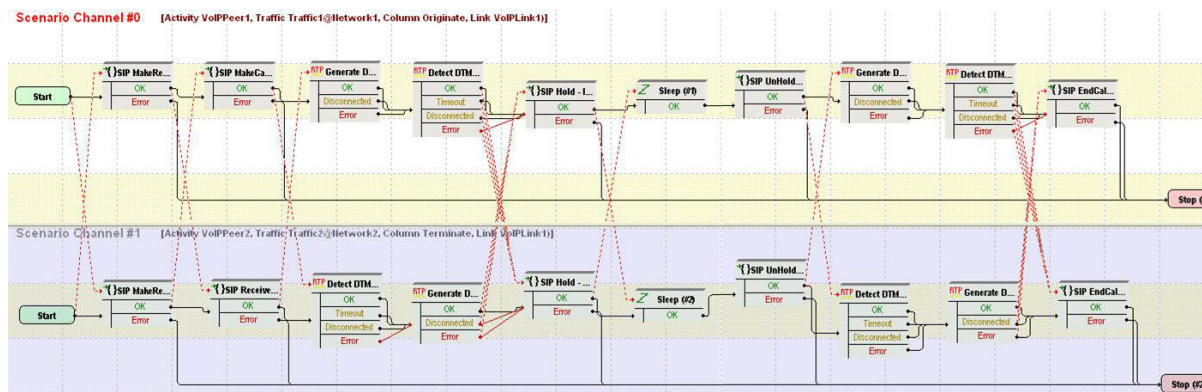 Scenario Channel #0 [Activity VoIPPeer1, Traffic Traffic1@Network1, Column Originate, Link VoIPLink1)]
Start
{}SIP MakeRe...
OK
Error
{}SIP MakeCa...
OK
Error
RTP Generate D...
OK
Disconnected
Error
RTP Detect DTM...
OK
Timeout
Disconnected
Error
{}SIP Hold - I...
OK
Error
Z Sleep (#1)
OK
{}SIP UnHold...
OK
Error
RTP Generate D...
OK
Disconnected
Error
RTP Detect DTM...
OK
Timeout
Disconnected
Error
{}SIP EndCal...
OK
Error
Stop (
Scenario Channel #1 [Activity VoIPPeer2, Traffic Traffic2@Network2, Column Terminate, Link VoIPLink1)]
Start
{}SIP MakeRe...
OK
Error
{}SIP Receive...
OK
Error
RTP Detect DTM...
OK
Timeout
Disconnected
Error
RTP Generate D...
OK
Disconnected
Error
{}SIP Hold - ...
OK
Error
Z Sleep (#2)
OK
{}SIP UnHold...
OK
Error
RTP Detect DTM...
OK
Timeout
Disconnected
Error
RTP Generate D...
OK
Disconnected
Error
{}SIP EndCal...
OK
Error
Stop (#